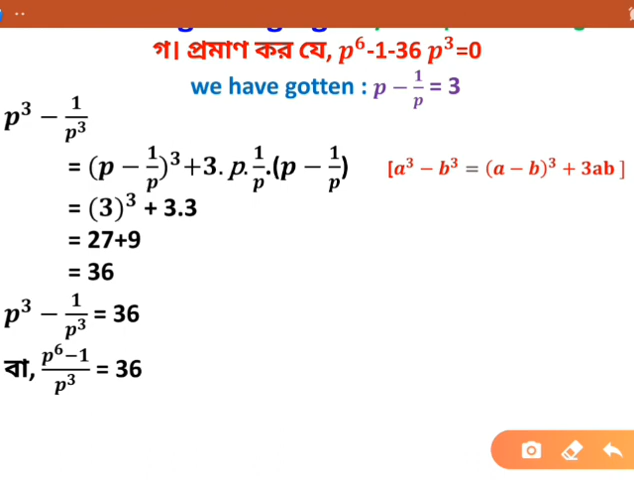 গ। প্রমাণ কর যে, p⁶-1-36 p³=0
we have gotten : p − 1/p = 3
p³ − 1/p³
= (p − 1/p)³+3. p.1/p.(p − 1/p) [a³ − b³ = (a − b)³ + 3ab ]
= (3)³ + 3.3
= 27+9
= 36
p³ − 1/p³ = 36
বা, p⁶−1/p³ = 36